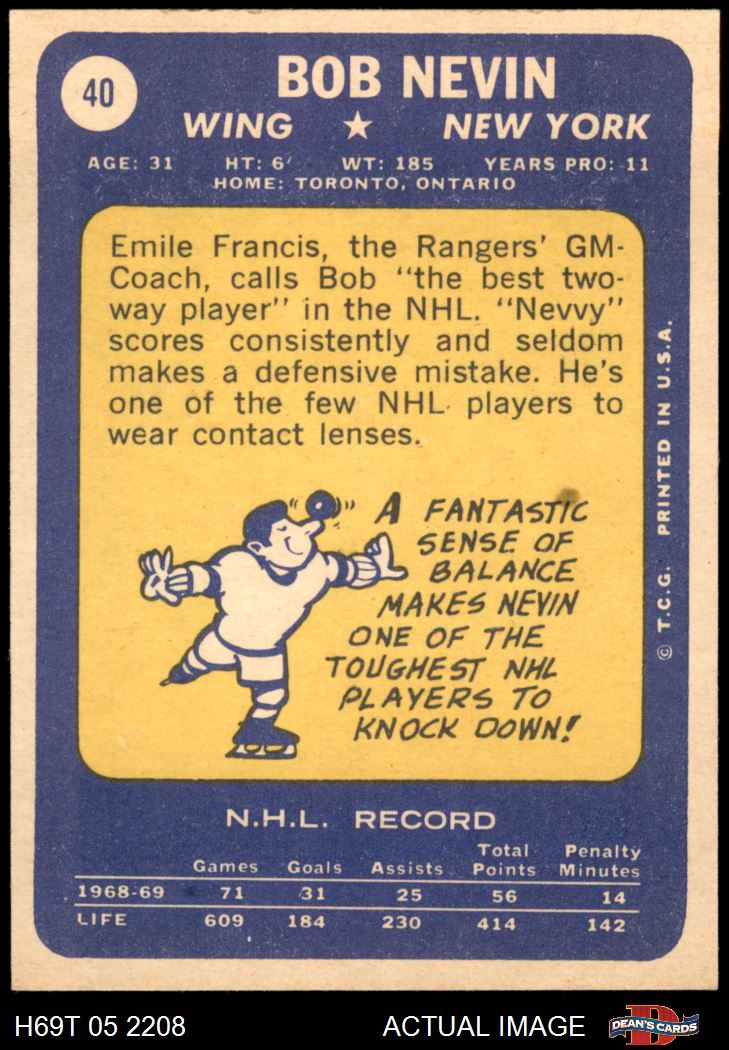 40
BOB NEVIN
WING ★ NEW YORK
AGE: 31 HT: 6′ WT: 185 YEARS PRO: 11
HOME: TORONTO, ONTARIO
Emile Francis, the Rangers' GM-
Coach, calls Bob "the best two-
way player" in the NHL. "Nevvy"
scores consistently and seldom
makes a defensive mistake. He's
one of the few NHL players to
wear contact lenses.
A FANTASTIC
SENSE OF
BALANCE
MAKES NEVIN
ONE OF THE
TOUGHEST NHL
PLAYERS TO
KNOCK DOWN!
© T.C.G. PRINTED IN U.S.A.
N.H.L. RECORD
Games Goals Assists Total Points Penalty Minutes
1968-69 71 31 25 56 14
LIFE 609 184 230 414 142
H69T 05 2208 ACTUAL IMAGE DEAN'S CARDS